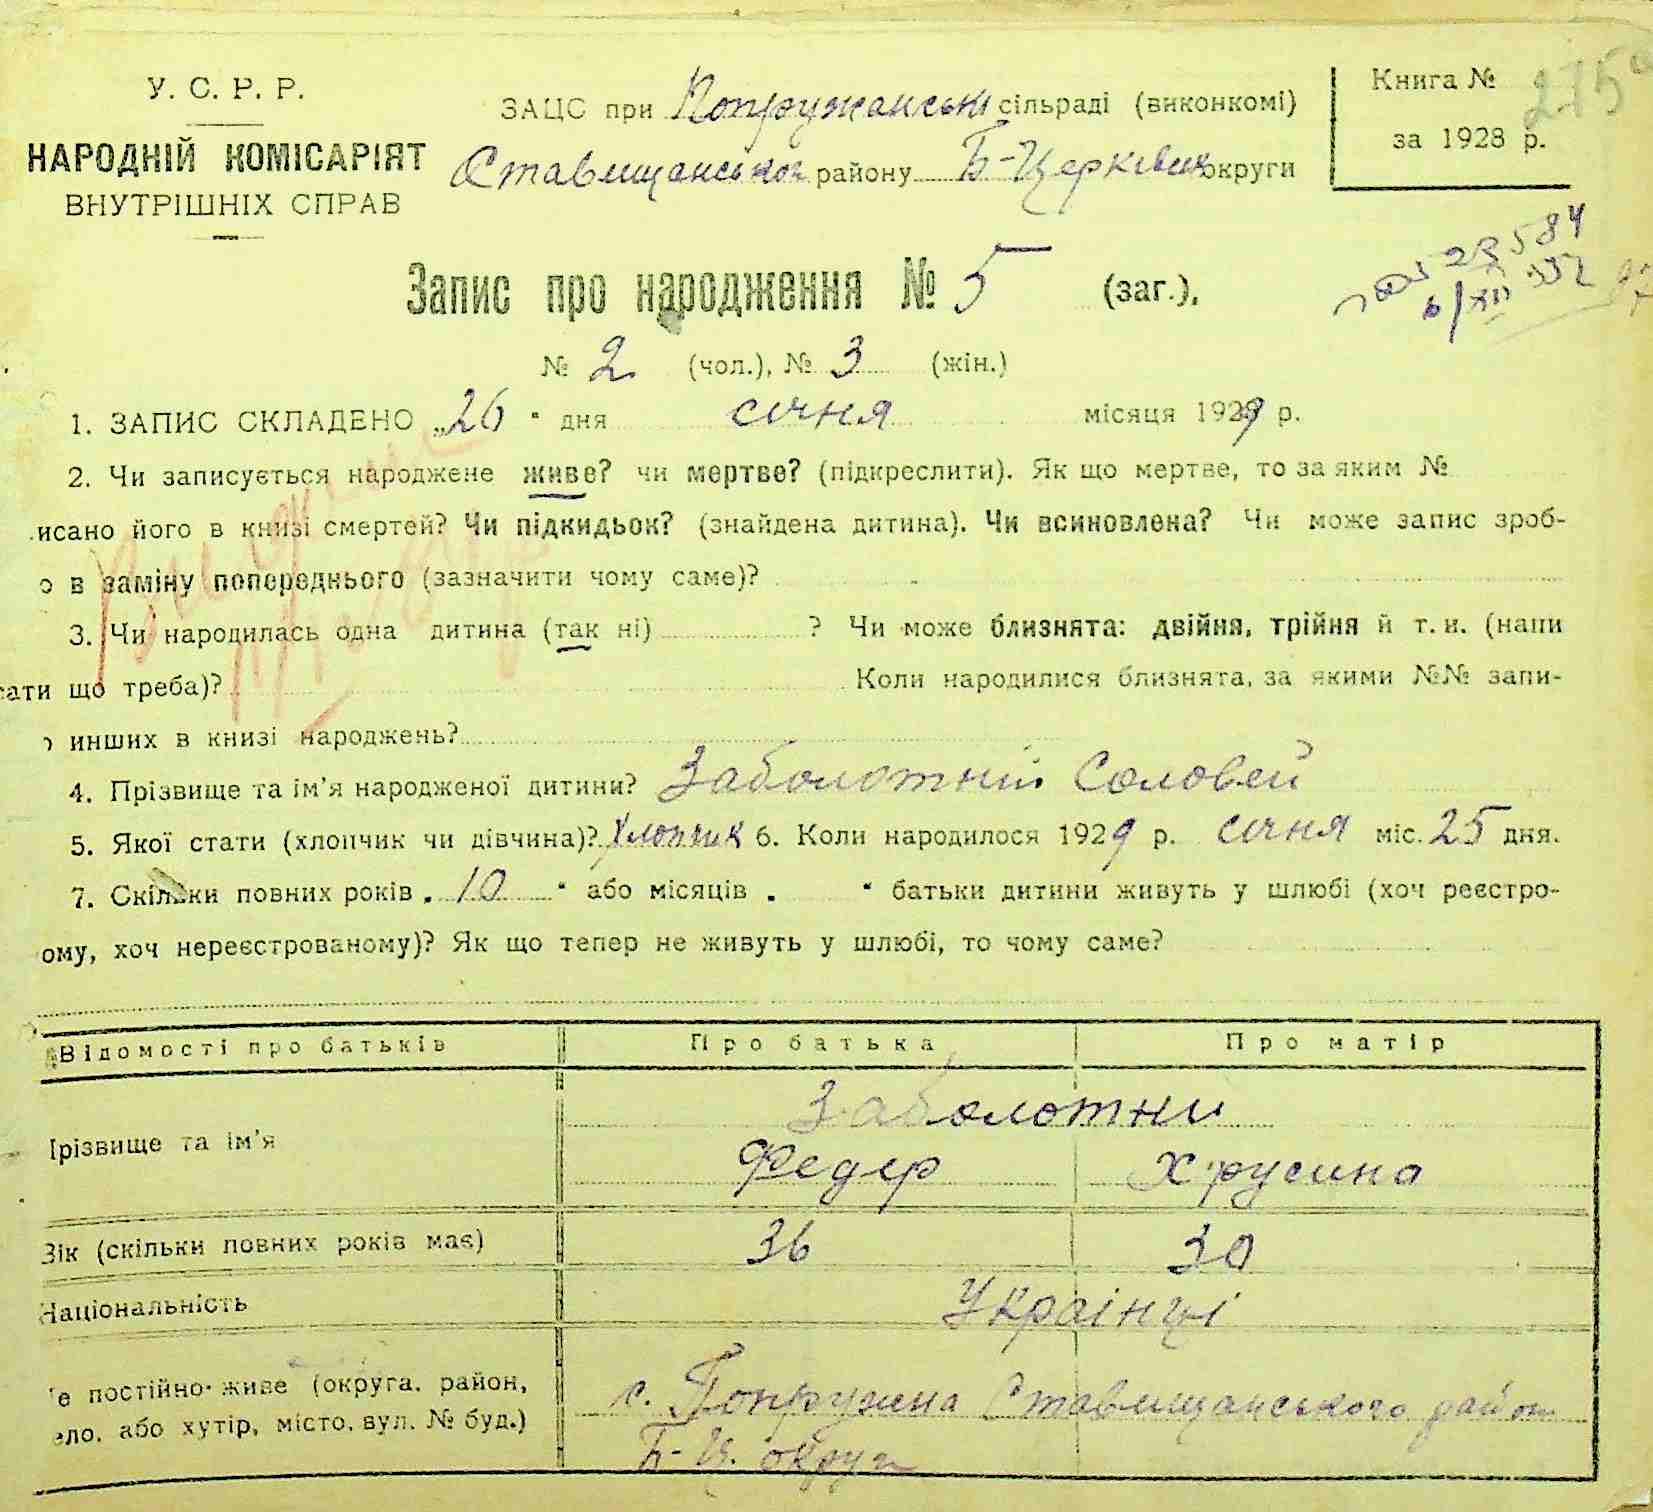 У. С. Р. Р.
НАРОДНІЙ КОМІСАРІЯТ
ВНУТРІШНІХ СПРАВ
ЗАЦС при Попружанські сільраді (виконкомі)
Ставищанської району Б-Церківск округи
Книга № 275
за 1928 р.
Запис про народження № 5 (заг.),
№ 2 (чол.), № 3 (жін.)
1. ЗАПИС СКЛАДЕНО „26" дня січня місяця 1929 р.
2. Чи записується народжене живе? чи мертве? (підкреслити). Як що мертве, то за яким №
исано його в книзі смертей? Чи підкидьок? (знайдена дитина). Чи всиновлена? Чи може запис зроб-
о в заміну попереднього (зазначити чому саме)?
3. Чи народилась одна дитина (так ні) ? Чи може близнята: двійня, трійня й т. и. (напи
сати що треба)? Коли народилися близнята, за якими №№ запи-
о инших в книзі народжень?
4. Прізвище та ім'я народженої дитини? Заболотній Соловей
5. Якої стати (хлопчик чи дівчина)? Хлопчик 6. Коли народилося 1929 р. січня міс. 25 дня.
7. Скільки повних років „ 10 " або місяців „ " батьки дитини живуть у шлюбі (хоч реєстро-
ому, хоч нереєстрованому)? Як що тепер не живуть у шлюбі, то чому саме?
Відомості про батьків Про батька Про матір
Заболотни
різвище та ім'я Федір Хрусина
Вік (скільки повних років має) 36 30
Національність Українці
е постійно живе (округа, район, с. Попружена Ставищанського район
ело, або хутір, місто, вул. № буд.) Б-Ц. округи